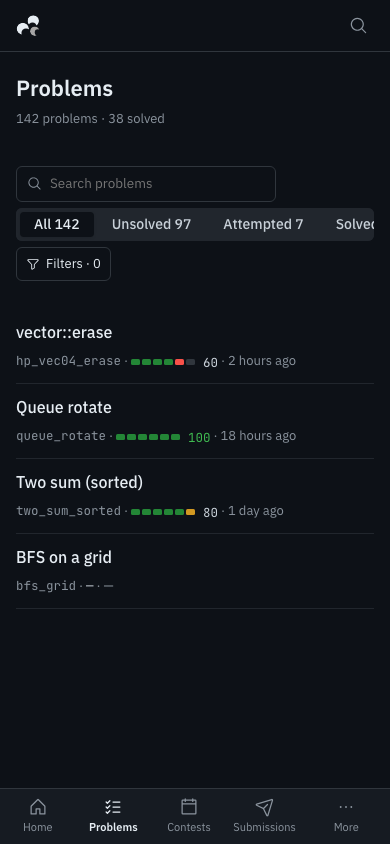 Problems
142 problems · 38 solved
Search problems
All 142 Unsolved 97 Attempted 7 Solved
Filters · 0
vector::erase
hp_vec04_erase · 60 · 2 hours ago
Queue rotate
queue_rotate · 100 · 18 hours ago
Two sum (sorted)
two_sum_sorted · 80 · 1 day ago
BFS on a grid
bfs_grid · — · —
Home Problems Contests Submissions More